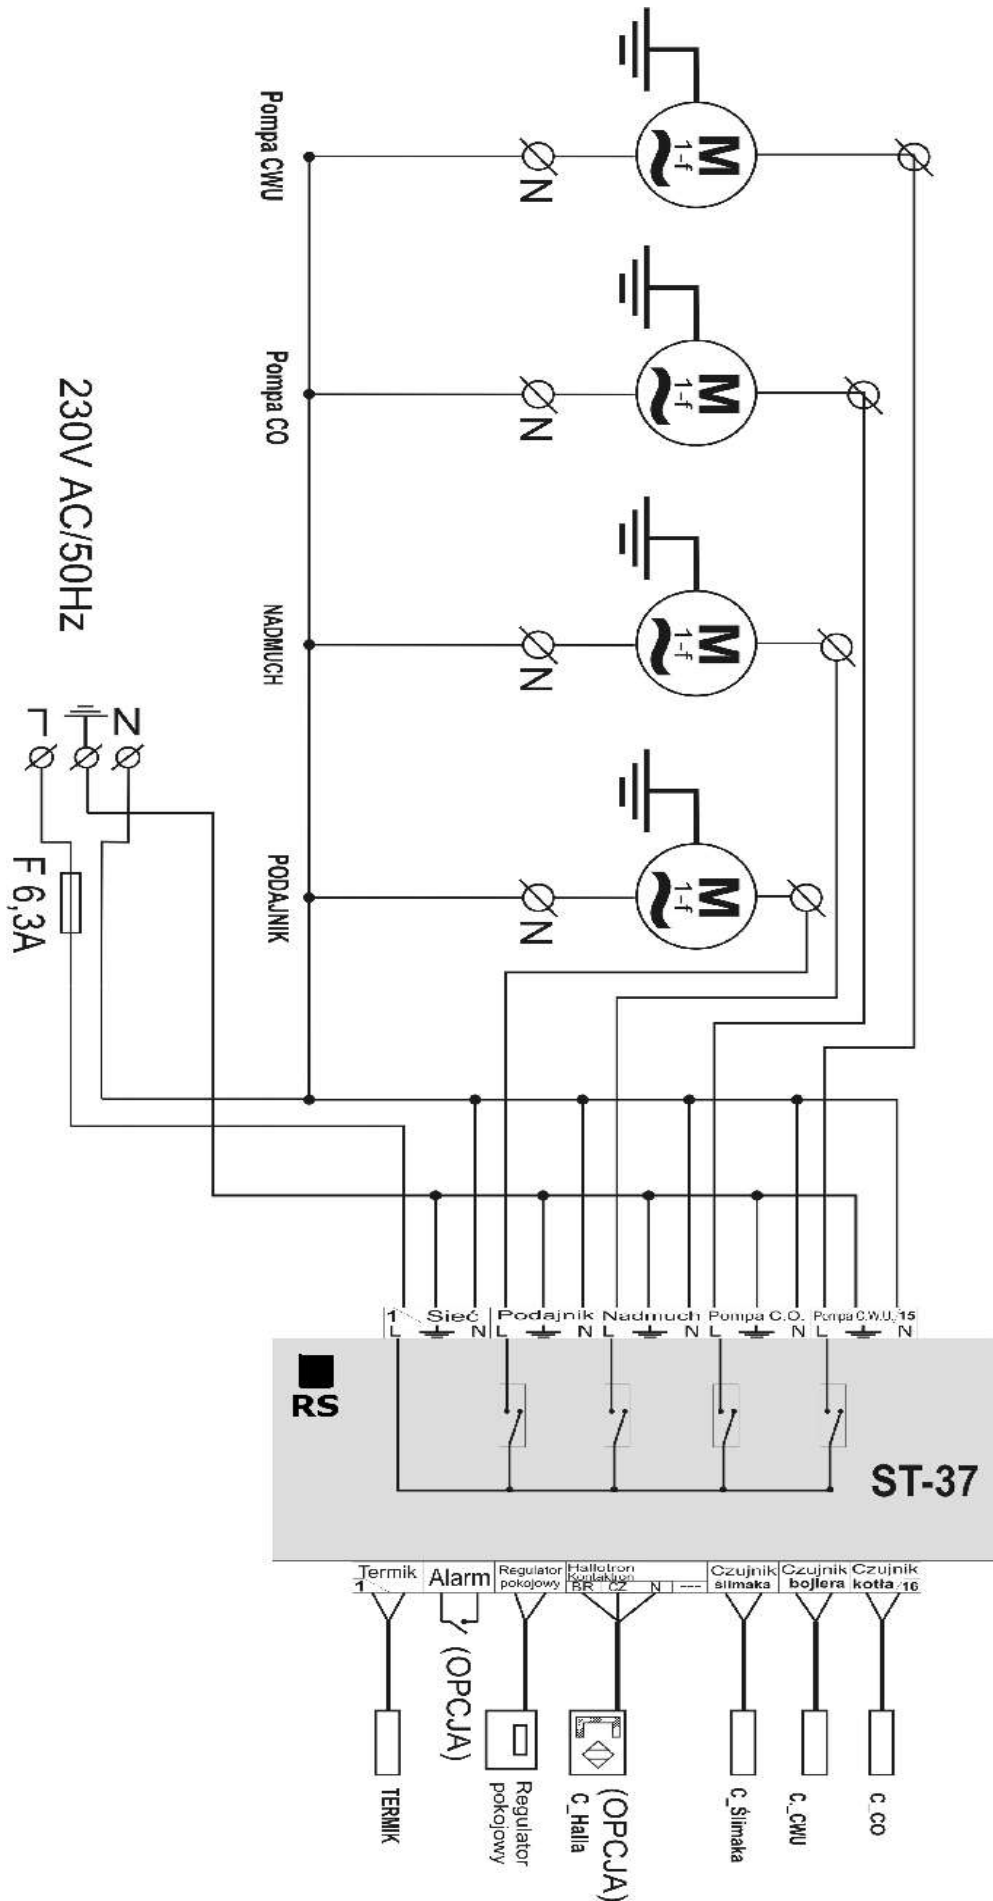 Pompa CWU
M
1-f
N
Pompa CO
M
1-f
N
NADMUCH
M
1-f
N
PODAJNIK
M
1-f
N
230V AC/50Hz
L
N
F 6,3A
1 Sieć Podajnik Nadmuch Pompa C.O. Pompa C.W.U. 15
L N L N L N L N L N
RS
ST-37
Termik
1
Alarm
Regulator
pokojowy
Hallotron
Kontaktron
BR CZ N ---
Czujnik
ślimaka
Czujnik
bojlera
Czujnik
kotła 16
(OPCJA)
TERMIK
Regulator
pokojowy
(OPCJA)
C_Halla
C_Ślimaka
C_CWU
C_CO